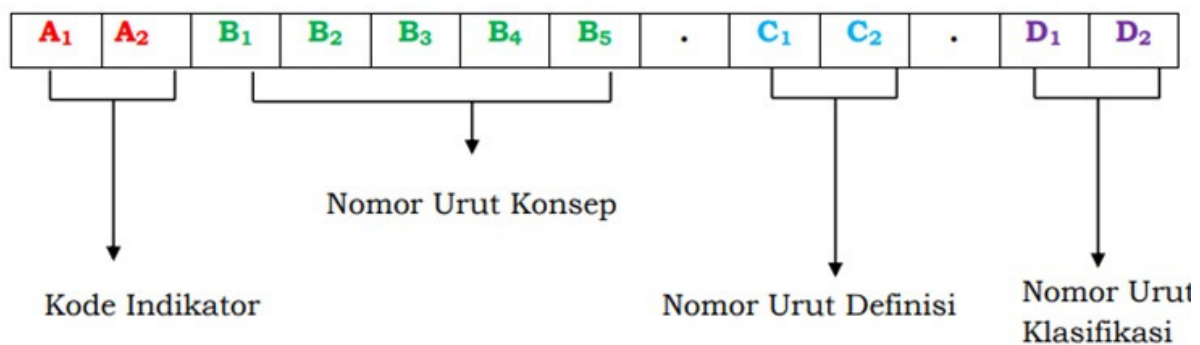 A₁ A₂ B₁ B₂ B₃ B₄ B₅ . C₁ C₂ . D₁ D₂
Nomor Urut Konsep
Kode Indikator
Nomor Urut Definisi
Nomor Urut
Klasifikasi